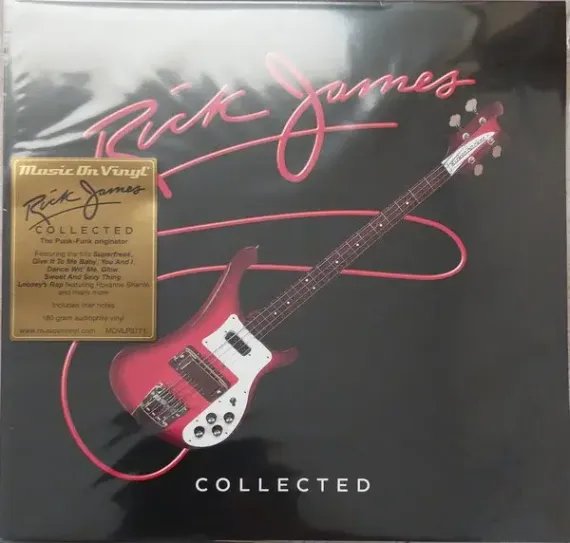 Rick James
Music On Vinyl
Rick James
COLLECTED
The Punk-Funk originator
Featuring the hits Superfreak,
Give It To Me Baby, You And I,
Dance Wit' Me, Glow,
Sweet And Sexy Thing,
Loosey's Rap featuring Roxanne Shante
and many more
Includes liner notes
180 gram audiophile vinyl
www.musiconvinyl.com
COLLECTED